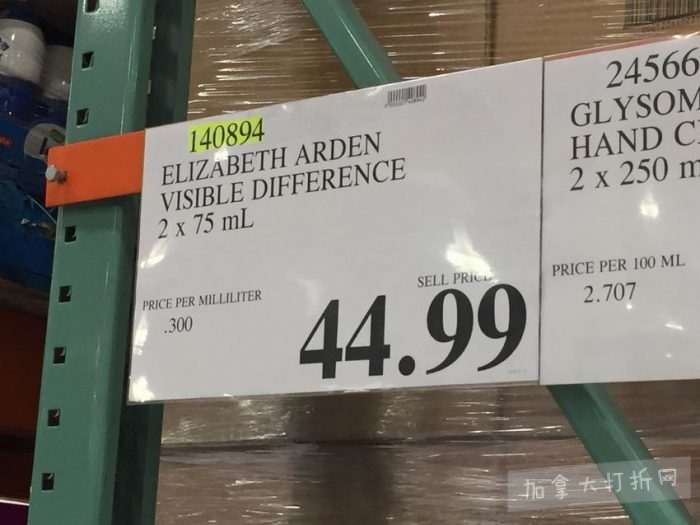 140894
ELIZABETH ARDEN
VISIBLE DIFFERENCE
2 x 75 mL
PRICE PER MILLILITER
.300
SELL PRICE
44.99
24566
GLYSOM
HAND C
2 x 250 m
PRICE PER 100 ML
2.707
加拿大打折网